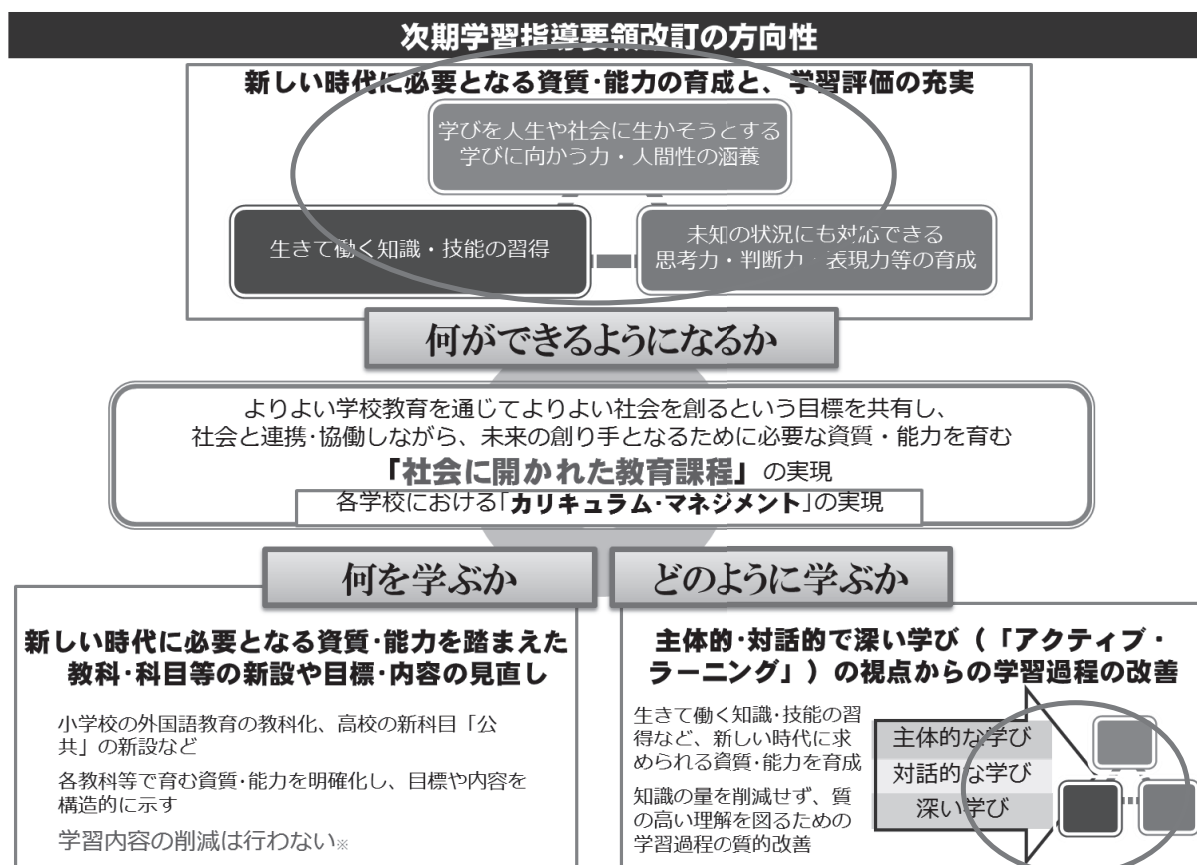 次期学習指導要領改訂の方向性
新しい時代に必要となる資質･能力の育成と、学習評価の充実
学びを人生や社会に生かそうとする
学びに向かう力・人間性の涵養
生きて働く知識・技能の習得
未知の状況にも対応できる
思考力・判断力・表現力等の育成
何ができるようになるか
よりよい学校教育を通じてよりよい社会を創るという目標を共有し、
社会と連携･協働しながら、未来の創り手となるために必要な資質・能力を育む
「社会に開かれた教育課程」の実現
各学校における｢カリキュラム･マネジメント｣の実現
何を学ぶか
新しい時代に必要となる資質･能力を踏まえた
教科･科目等の新設や目標･内容の見直し
小学校の外国語教育の教科化、高校の新科目「公
共」の新設など
各教科等で育む資質･能力を明確化し、目標や内容を
構造的に示す
学習内容の削減は行わない※
どのように学ぶか
主体的･対話的で深い学び（「アクティブ・
ラーニング」）の視点からの学習過程の改善
生きて働く知識･技能の習
得など、新しい時代に求
められる資質･能力を育成
知識の量を削減せず、質
の高い理解を図るための
学習過程の質的改善
主体的な学び
対話的な学び
深い学び